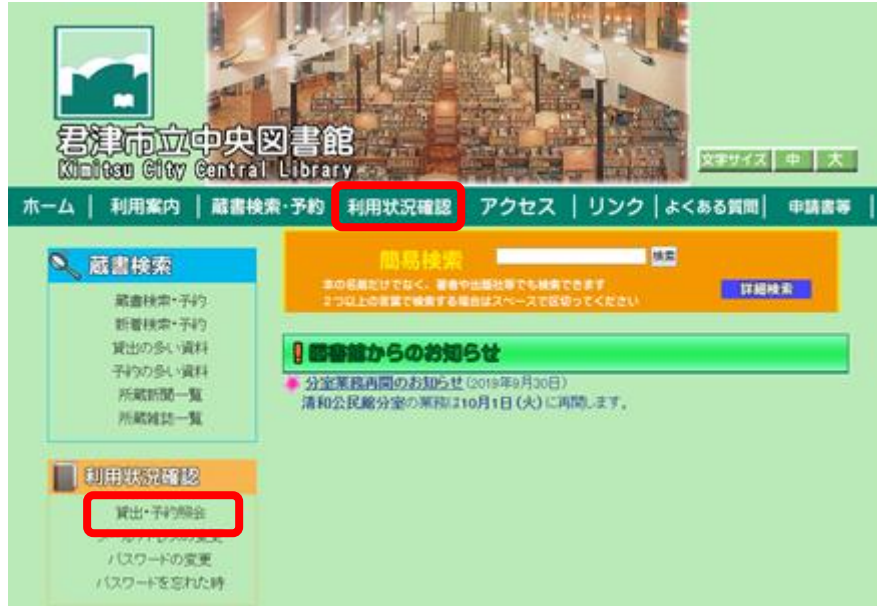 君津市立中央図書館
Kimitsu City Central Library
文字サイズ 中 大
ホーム | 利用案内 | 蔵書検索・予約 利用状況確認 アクセス | リンク | よくある質問 | 申請書等 |
蔵書検索
蔵書検索・予約
新着検索・予約
貸出の多い資料
予約の多い資料
所蔵新聞一覧
所蔵雑誌一覧
簡易検索 検索
本の名前だけでなく、著者や出版社等でも検索できます
2つ以上の言葉で検索する場合はスペースで区切ってください
詳細検索
図書館からのお知らせ
分室業務再開のお知らせ (2019年9月30日)
清和公民館分室の業務は10月1日(火)に再開します。
利用状況確認
貸出・予約照会
メールアドレスの変更
パスワードの変更
パスワードを忘れた時